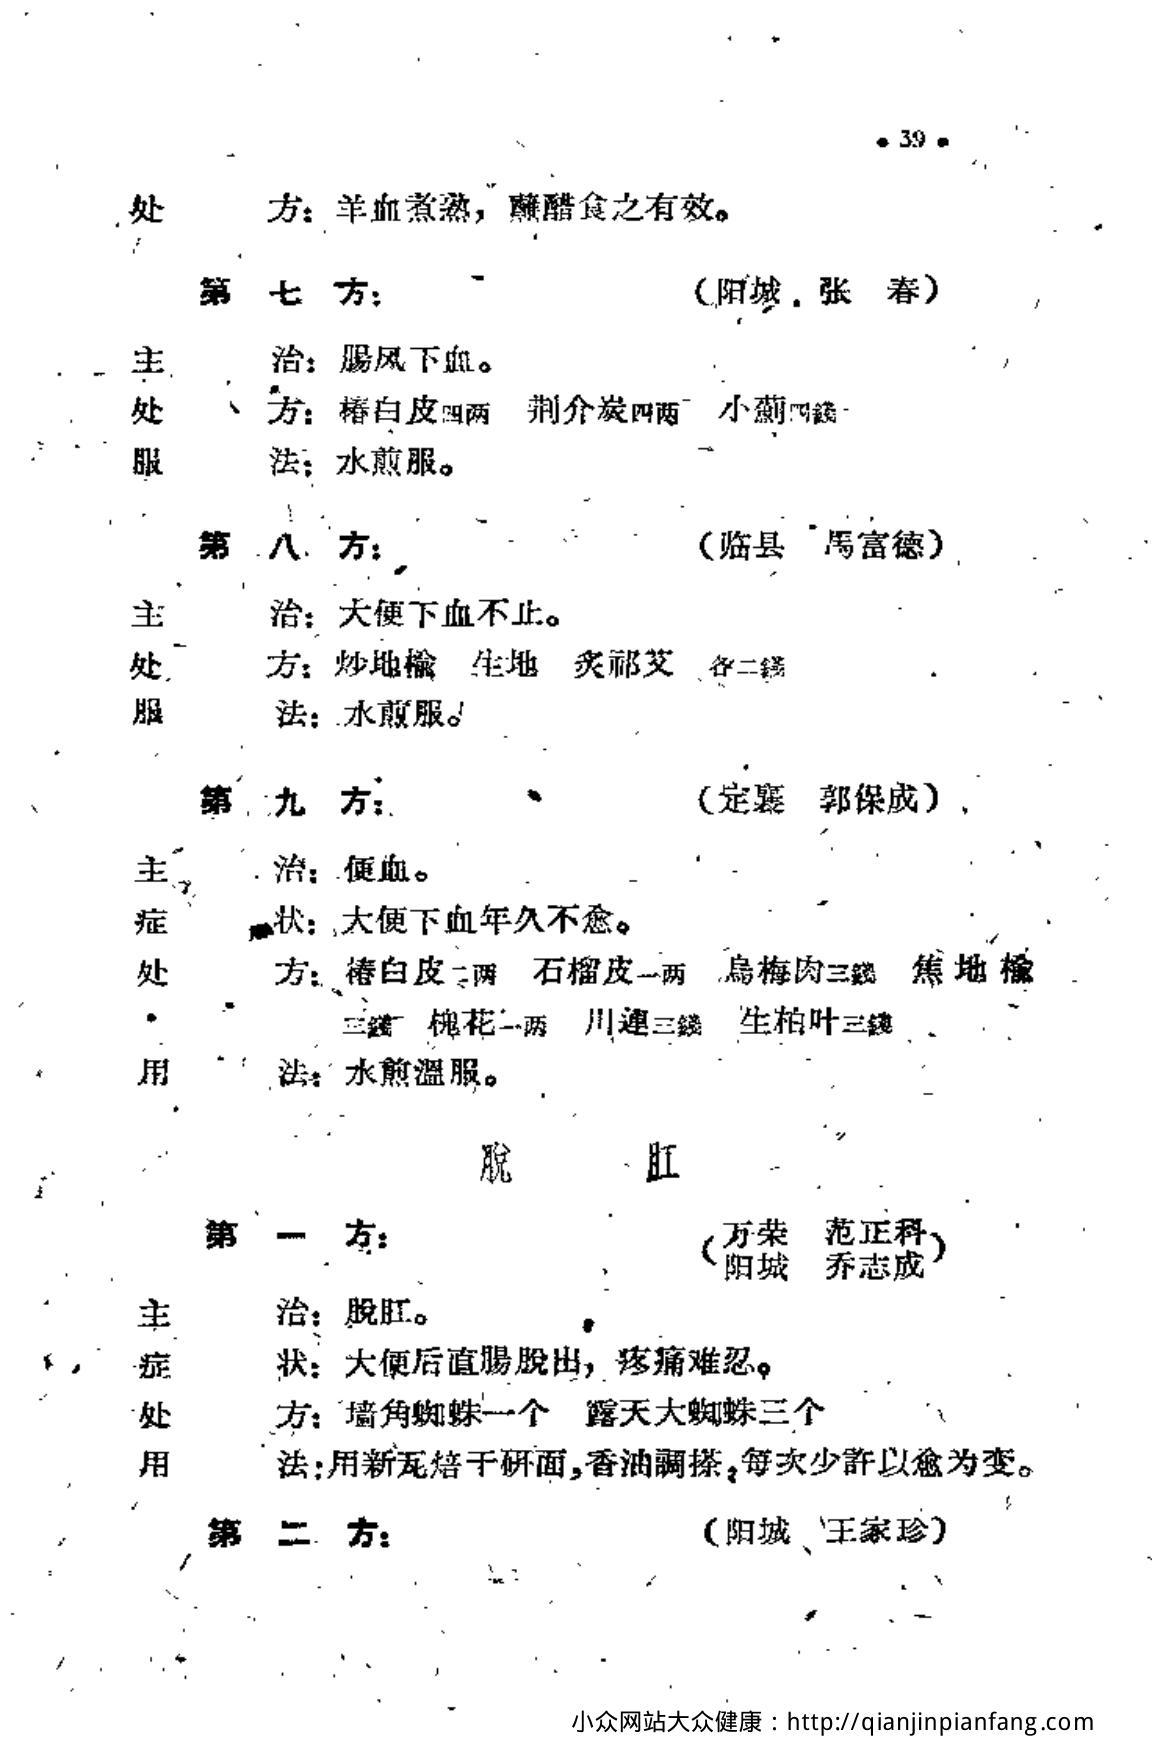 • 39 •
处　方：羊血煮熟，蘸醋食之有效。
第七方：　（阳城　张　春）
主　治：腸风下血。
处　方：椿白皮四两　荆介炭四两　小薊四錢
服　法：水煎服。
第八方：　（临县　馬富德）
主　治：大便下血不止。
处　方：炒地榆　生地　炙祁艾　各二錢
服　法：水煎服。
第九方：　（定襄　郭保成）
主　治：便血。
症　状：大便下血年久不愈。
处　方：椿白皮二两　石榴皮一两　烏梅肉三錢　焦地榆
三錢　槐花一两　川連三錢　生柏叶三錢
用　法：水煎溫服。
脫　肛
第一方：　（万荣　范正科
阳城　乔志成）
主　治：脫肛。
症　状：大便后直腸脫出，疼痛难忍。
处　方：墙角蜘蛛一个　露天大蜘蛛三个
用　法：用新瓦焙干研面，香油調搽，每次少許以愈为变。
第二方：　（阳城　王家珍）
小众网站大众健康：http://qianjinpianfang.com